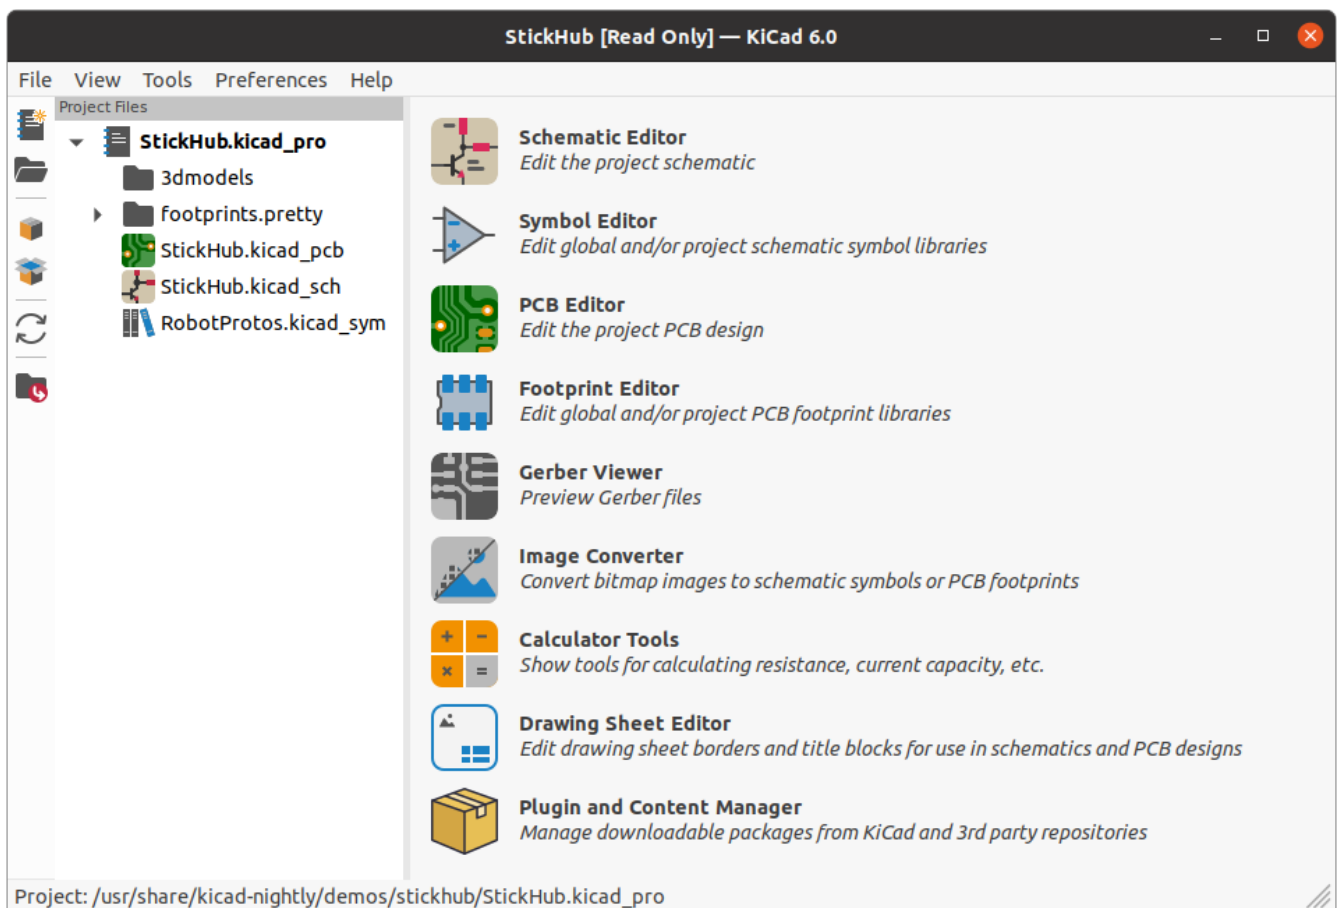 StickHub [Read Only] — KiCad 6.0
File View Tools Preferences Help
Project Files
StickHub.kicad_pro
3dmodels
footprints.pretty
StickHub.kicad_pcb
StickHub.kicad_sch
RobotProtos.kicad_sym
Schematic Editor
Edit the project schematic
Symbol Editor
Edit global and/or project schematic symbol libraries
PCB Editor
Edit the project PCB design
Footprint Editor
Edit global and/or project PCB footprint libraries
Gerber Viewer
Preview Gerber files
Image Converter
Convert bitmap images to schematic symbols or PCB footprints
Calculator Tools
Show tools for calculating resistance, current capacity, etc.
Drawing Sheet Editor
Edit drawing sheet borders and title blocks for use in schematics and PCB designs
Plugin and Content Manager
Manage downloadable packages from KiCad and 3rd party repositories
Project: /usr/share/kicad-nightly/demos/stickhub/StickHub.kicad_pro